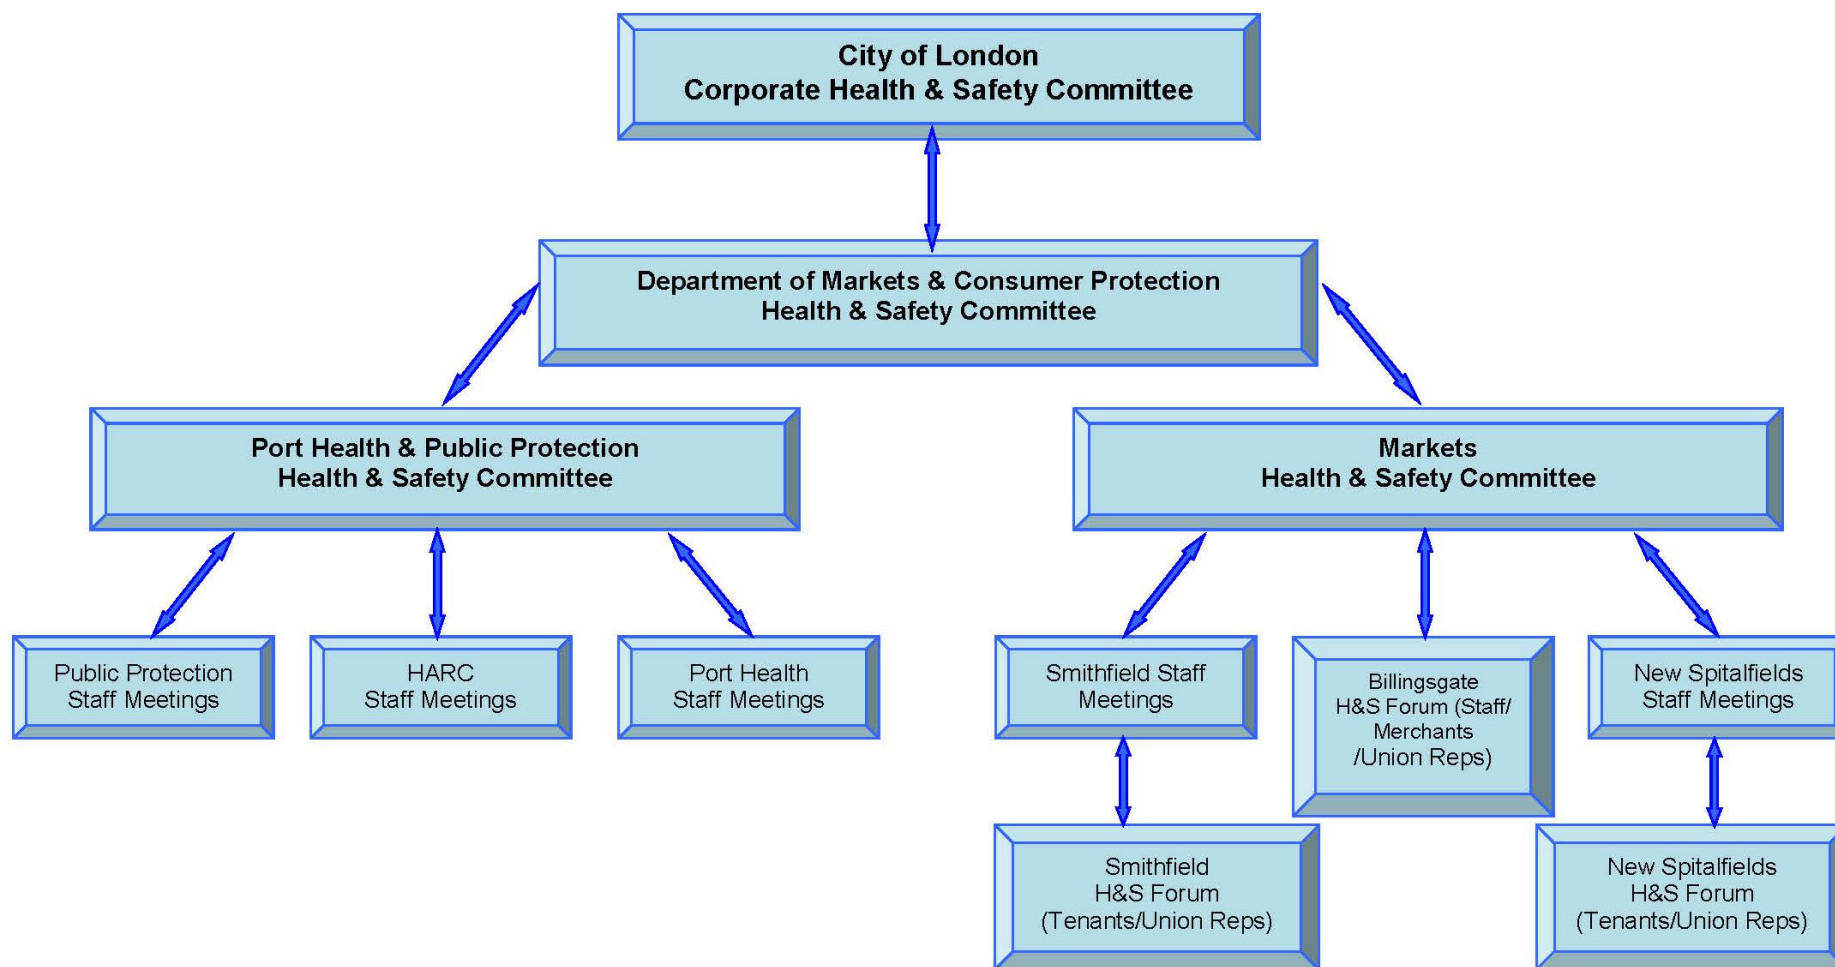 City of London
Corporate Health & Safety Committee
Department of Markets & Consumer Protection
Health & Safety Committee
Port Health & Public Protection
Health & Safety Committee
Markets
Health & Safety Committee
Public Protection
Staff Meetings
HARC
Staff Meetings
Port Health
Staff Meetings
Smithfield Staff
Meetings
Billingsgate
H&S Forum (Staff/
Merchants
/Union Reps)
New Spitalfields
Staff Meetings
Smithfield
H&S Forum
(Tenants/Union Reps)
New Spitalfields
H&S Forum
(Tenants/Union Reps)